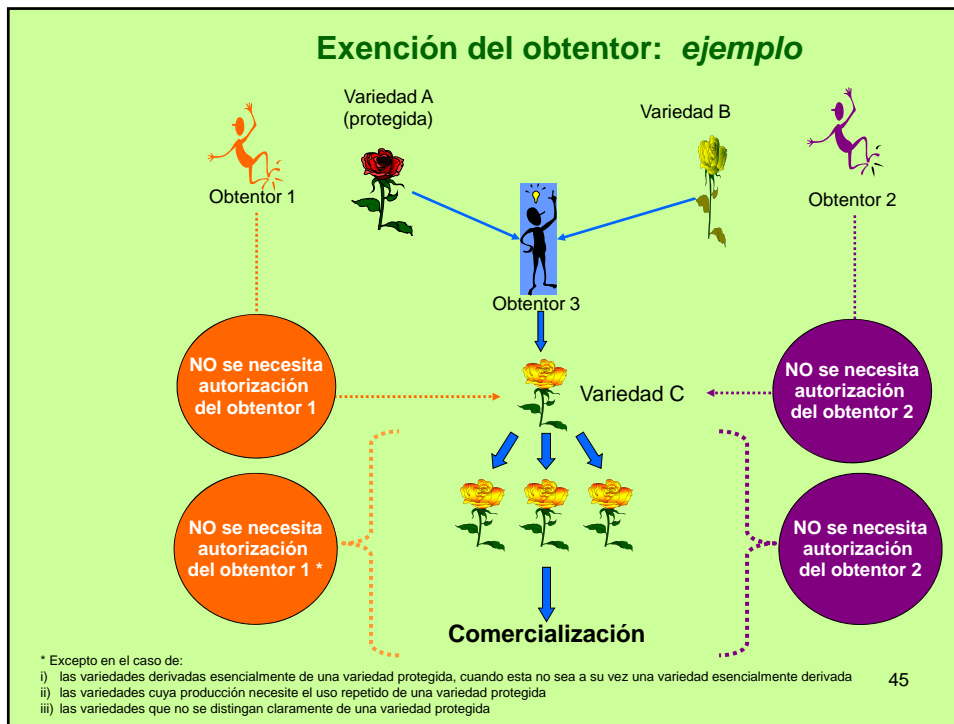 Exención del obtentor: ejemplo
Variedad A
(protegida)
Variedad B
Obtentor 1
Obtentor 2
Obtentor 3
NO se necesita
autorización
del obtentor 1
Variedad C
NO se necesita
autorización
del obtentor 2
NO se necesita
autorización
del obtentor 1 *
NO se necesita
autorización
del obtentor 2
Comercialización
* Excepto en el caso de:
i) las variedades derivadas esencialmente de una variedad protegida, cuando esta no sea a su vez una variedad esencialmente derivada
ii) las variedades cuya producción necesite el uso repetido de una variedad protegida
iii) las variedades que no se distingan claramente de una variedad protegida
45